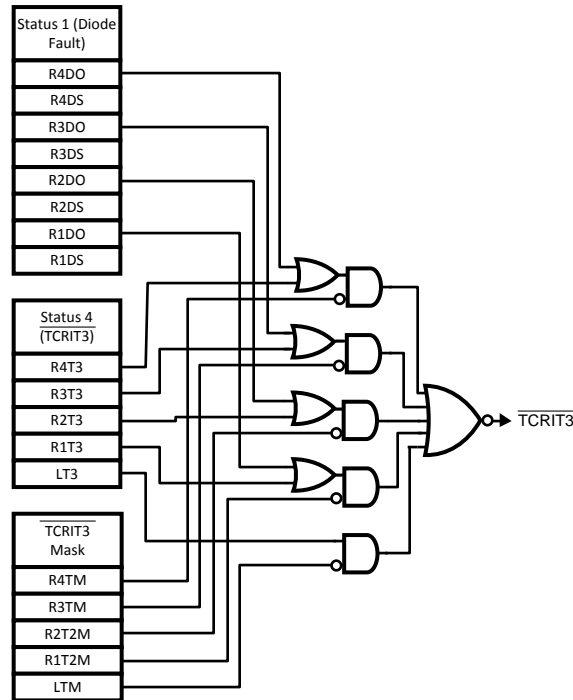 Status 1 (Diode
Fault)
R4DO
R4DS
R3DO
R3DS
R2DO
R2DS
R1DO
R1DS
Status 4
(TCRIT3)
R4T3
R3T3
R2T3
R1T3
LT3
TCRIT3
Mask
R4TM
R3TM
R2T2M
R1T2M
LTM
TCRIT3